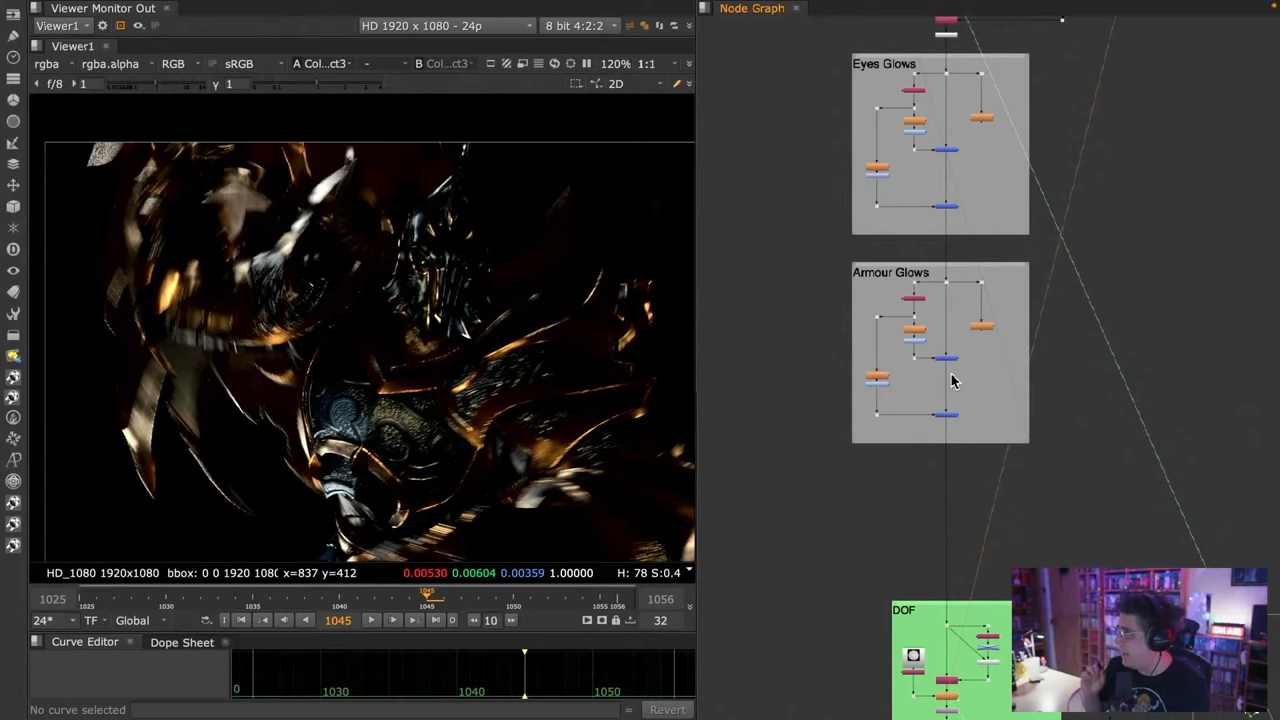 Viewer Monitor Out
Node Graph
Viewer1
HD 1920 x 1080 - 24p
8 bit 4:2:2
Viewer1
rgba
rgba.alpha
RGB
IP
sRGB
A Col...ct3
-
B Col...ct3
120%
1:1
f/8
1
y 1
2D
HD_1080 1920x1080
bbox: 0 0 1920 108(
x=837 y=412
0.00530
0.00604
0.00359
1.00000
H: 78 S:0.4
1025
1045
1056
1025
1030
1035
1040
1045
1050
1055 1056
24*
TF
Global
1045
10
32
Curve Editor
Dope Sheet
0
1030
1040
1050
No curve selected
=
Revert
Eyes Glows
Armour Glows
DOF